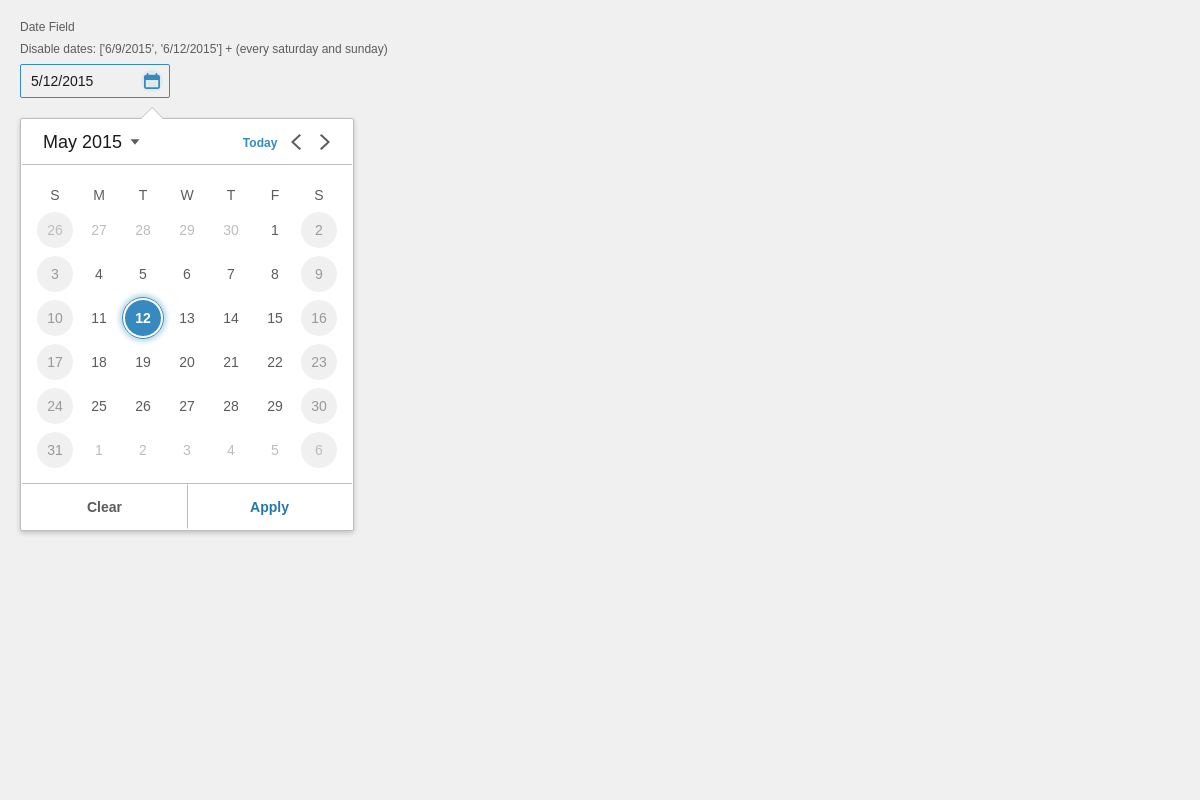 Date Field
Disable dates: ['6/9/2015', '6/12/2015'] + (every saturday and sunday)
5/12/2015
May 2015 Today
S M T W T F S
26 27 28 29 30 1 2
3 4 5 6 7 8 9
10 11 12 13 14 15 16
17 18 19 20 21 22 23
24 25 26 27 28 29 30
31 1 2 3 4 5 6
Clear Apply